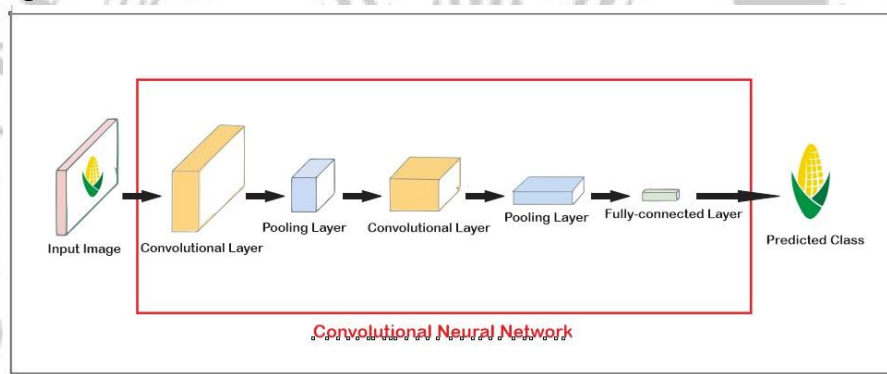 Input Image
Convolutional Layer
Pooling Layer
Convolutional Layer
Pooling Layer
Fully-connected Layer
Predicted Class
Convolutional Neural Network